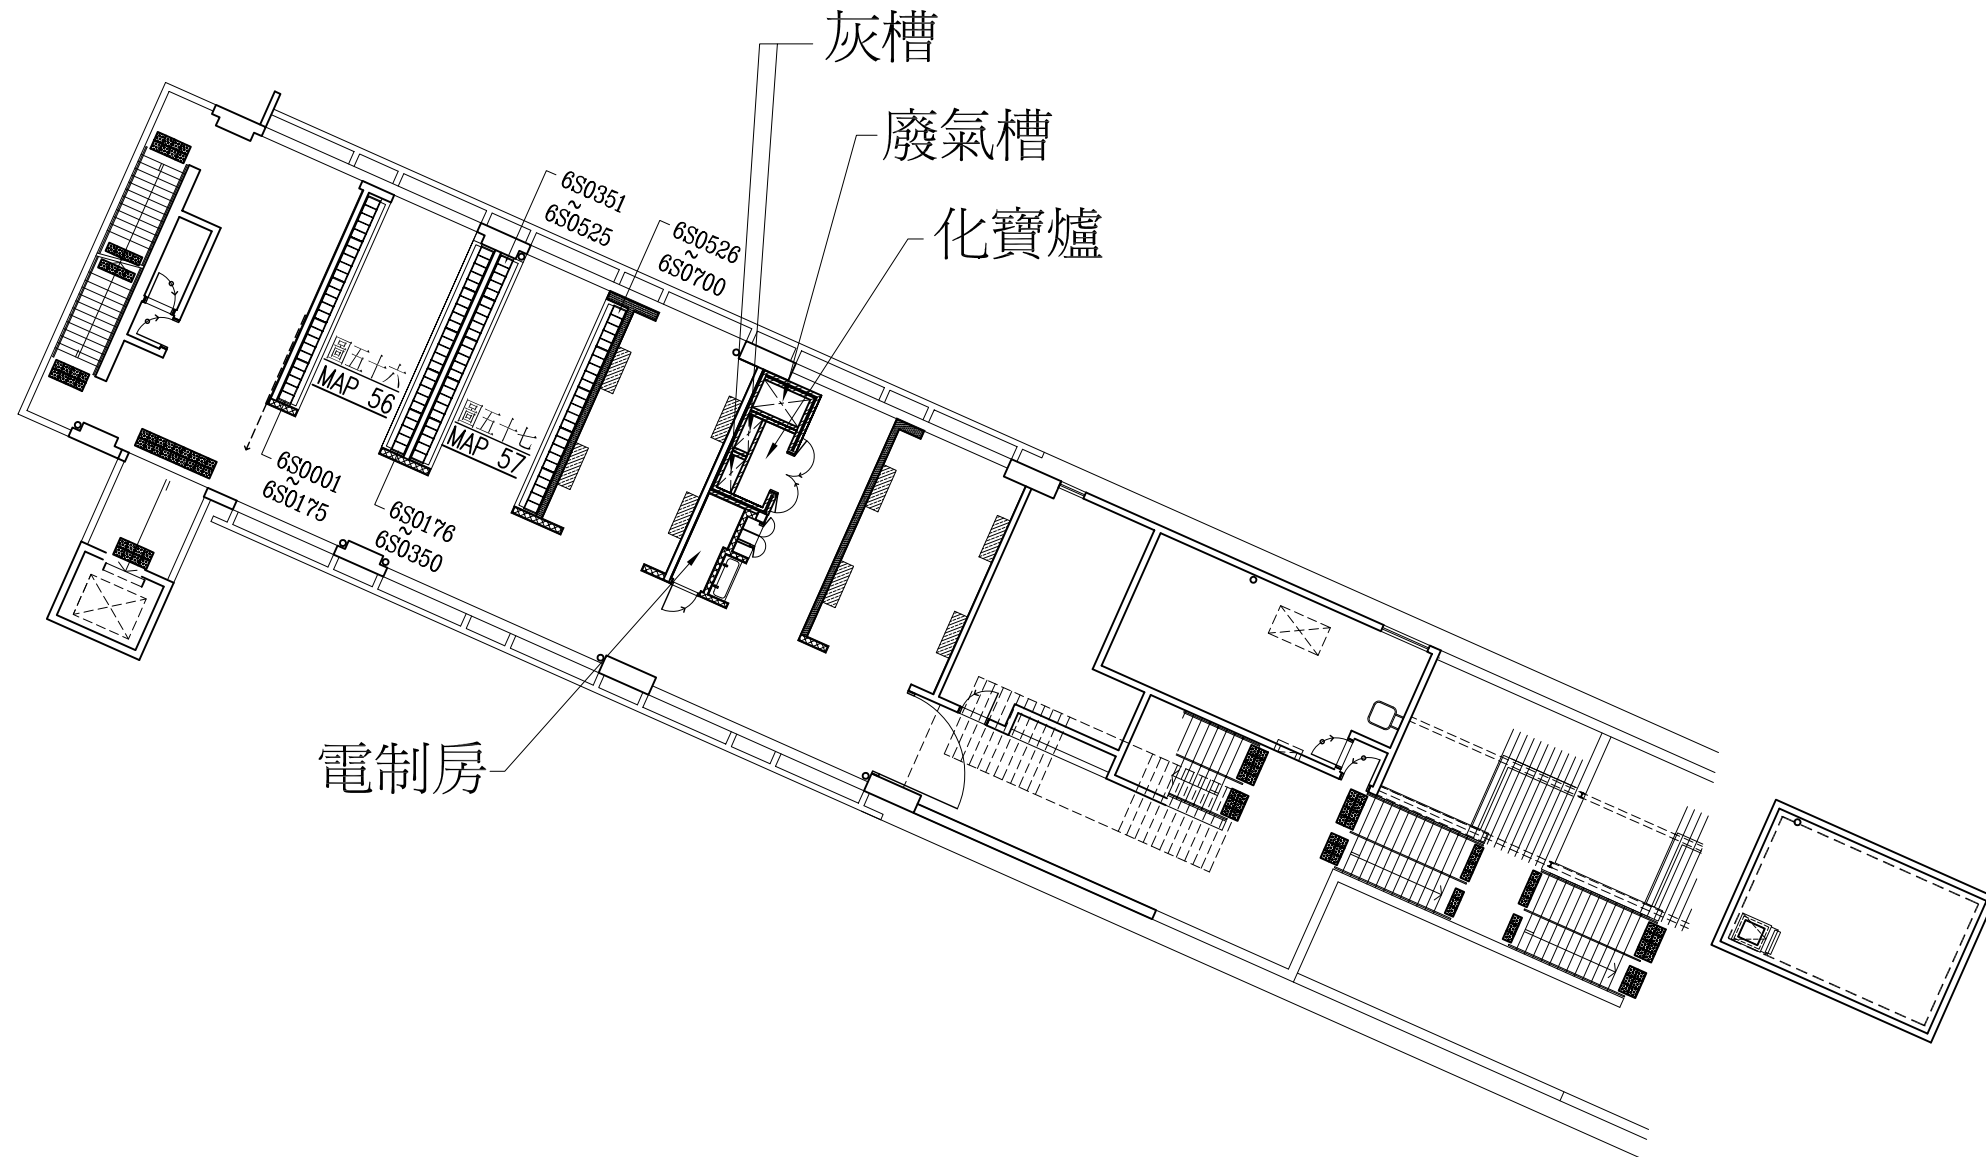 灰槽
廢氣槽
化寶爐
6S0351
~
6S0525
6S0526
~
6S0700
圖五十六
MAP 56
圖五十七
MAP 57
6S0001
~
6S0175
6S0176
~
6S0350
電制房